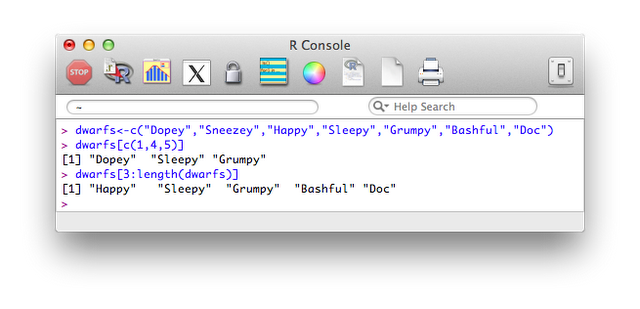 R Console
STOP
R
X
R
~
Help Search
> dwarfs<-c("Dopey","Sneezey","Happy","Sleepy","Grumpy","Bashful","Doc")
> dwarfs[c(1,4,5)]
[1] "Dopey"  "Sleepy" "Grumpy"
> dwarfs[3:length(dwarfs)]
[1] "Happy"   "Sleepy"  "Grumpy"  "Bashful" "Doc"
>